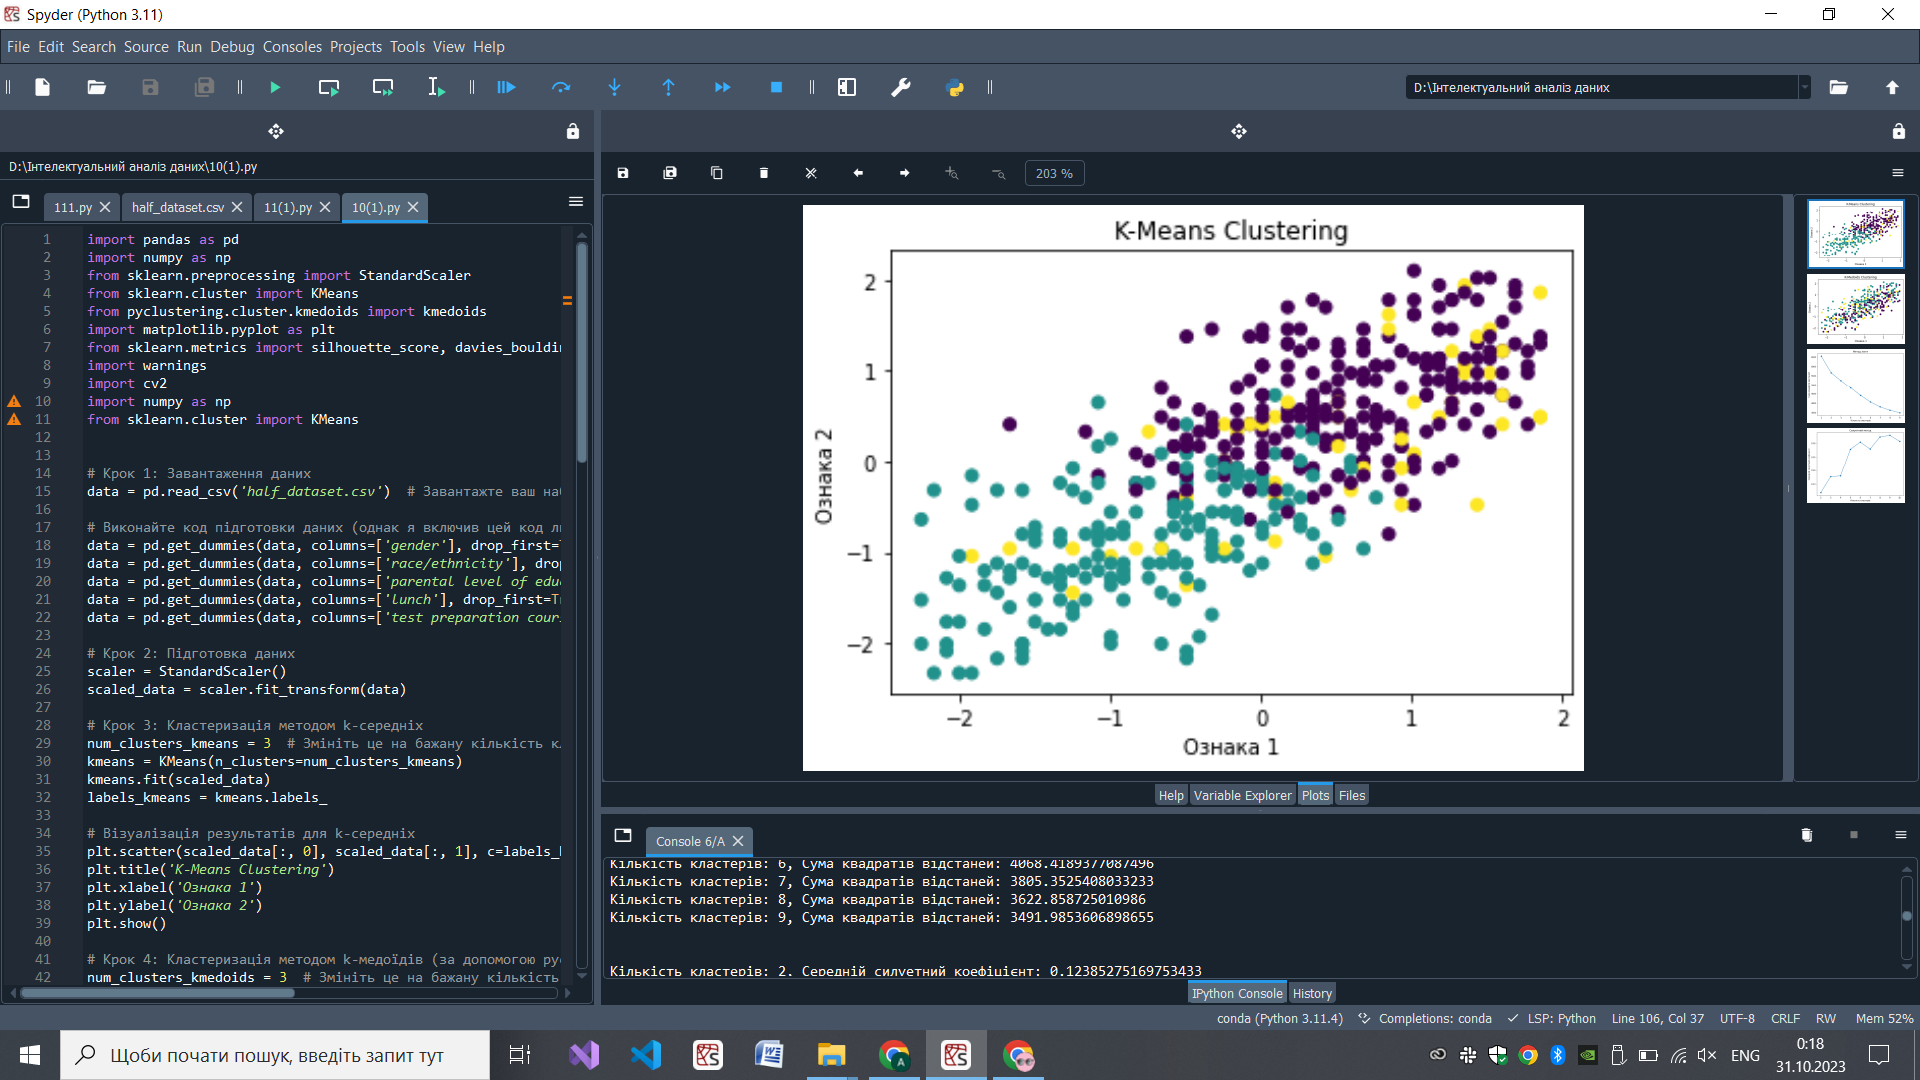 Spyder (Python 3.11)
File Edit Search Source Run Debug Consoles Projects Tools View Help
D:\Інтелектуальний аналіз даних
D:\Інтелектуальний аналіз даних\10(1).py
111.py half_dataset.csv 11(1).py 10(1).py
1 import pandas as pd
2 import numpy as np
3 from sklearn.preprocessing import StandardScaler
4 from sklearn.cluster import KMeans
5 from pyclustering.cluster.kmedoids import kmedoids
6 import matplotlib.pyplot as plt
7 from sklearn.metrics import silhouette_score, davies_bouldi
8 import warnings
9 import cv2
10 import numpy as np
11 from sklearn.cluster import KMeans
12
13
14 # Крок 1: Завантаження даних
15 data = pd.read_csv('half_dataset.csv')  # Завантажте ваш на
16
17 # Виконайте код підготовки даних (однак я включив цей код л
18 data = pd.get_dummies(data, columns=['gender'], drop_first=
19 data = pd.get_dummies(data, columns=['race/ethnicity'], dro
20 data = pd.get_dummies(data, columns=['parental level of edu
21 data = pd.get_dummies(data, columns=['lunch'], drop_first=T
22 data = pd.get_dummies(data, columns=['test preparation cour
23
24 # Крок 2: Підготовка даних
25 scaler = StandardScaler()
26 scaled_data = scaler.fit_transform(data)
27
28 # Крок 3: Кластеризація методом k-середніх
29 num_clusters_kmeans = 3  # Змініть це на бажану кількість к
30 kmeans = KMeans(n_clusters=num_clusters_kmeans)
31 kmeans.fit(scaled_data)
32 labels_kmeans = kmeans.labels_
33
34 # Візуалізація результатів для k-середніх
35 plt.scatter(scaled_data[:, 0], scaled_data[:, 1], c=labels_
36 plt.title('K-Means Clustering')
37 plt.xlabel('Ознака 1')
38 plt.ylabel('Ознака 2')
39 plt.show()
40
41 # Крок 4: Кластеризація методом k-медоїдів (за допомогою py
42 num_clusters_kmedoids = 3  # Змініть це на бажану кількість
203 %
K-Means Clustering
2
1
0
−1
−2
Ознака 2
−2 −1 0 1 2
Ознака 1
Help Variable Explorer Plots Files
Console 6/A
Кількість кластерів: 6, Сума квадратів відстаней: 4068.4189377087496
Кількість кластерів: 7, Сума квадратів відстаней: 3805.3525408033233
Кількість кластерів: 8, Сума квадратів відстаней: 3622.858725010986
Кількість кластерів: 9, Сума квадратів відстаней: 3491.9853606898655
Кількість кластерів: 2, Середній силуетний коефіцієнт: 0.12385275169753433
IPython Console History
conda (Python 3.11.4) Completions: conda LSP: Python Line 106, Col 37 UTF-8 CRLF RW Mem 52%
Щоби почати пошук, введіть запит тут
ENG
0:18
31.10.2023